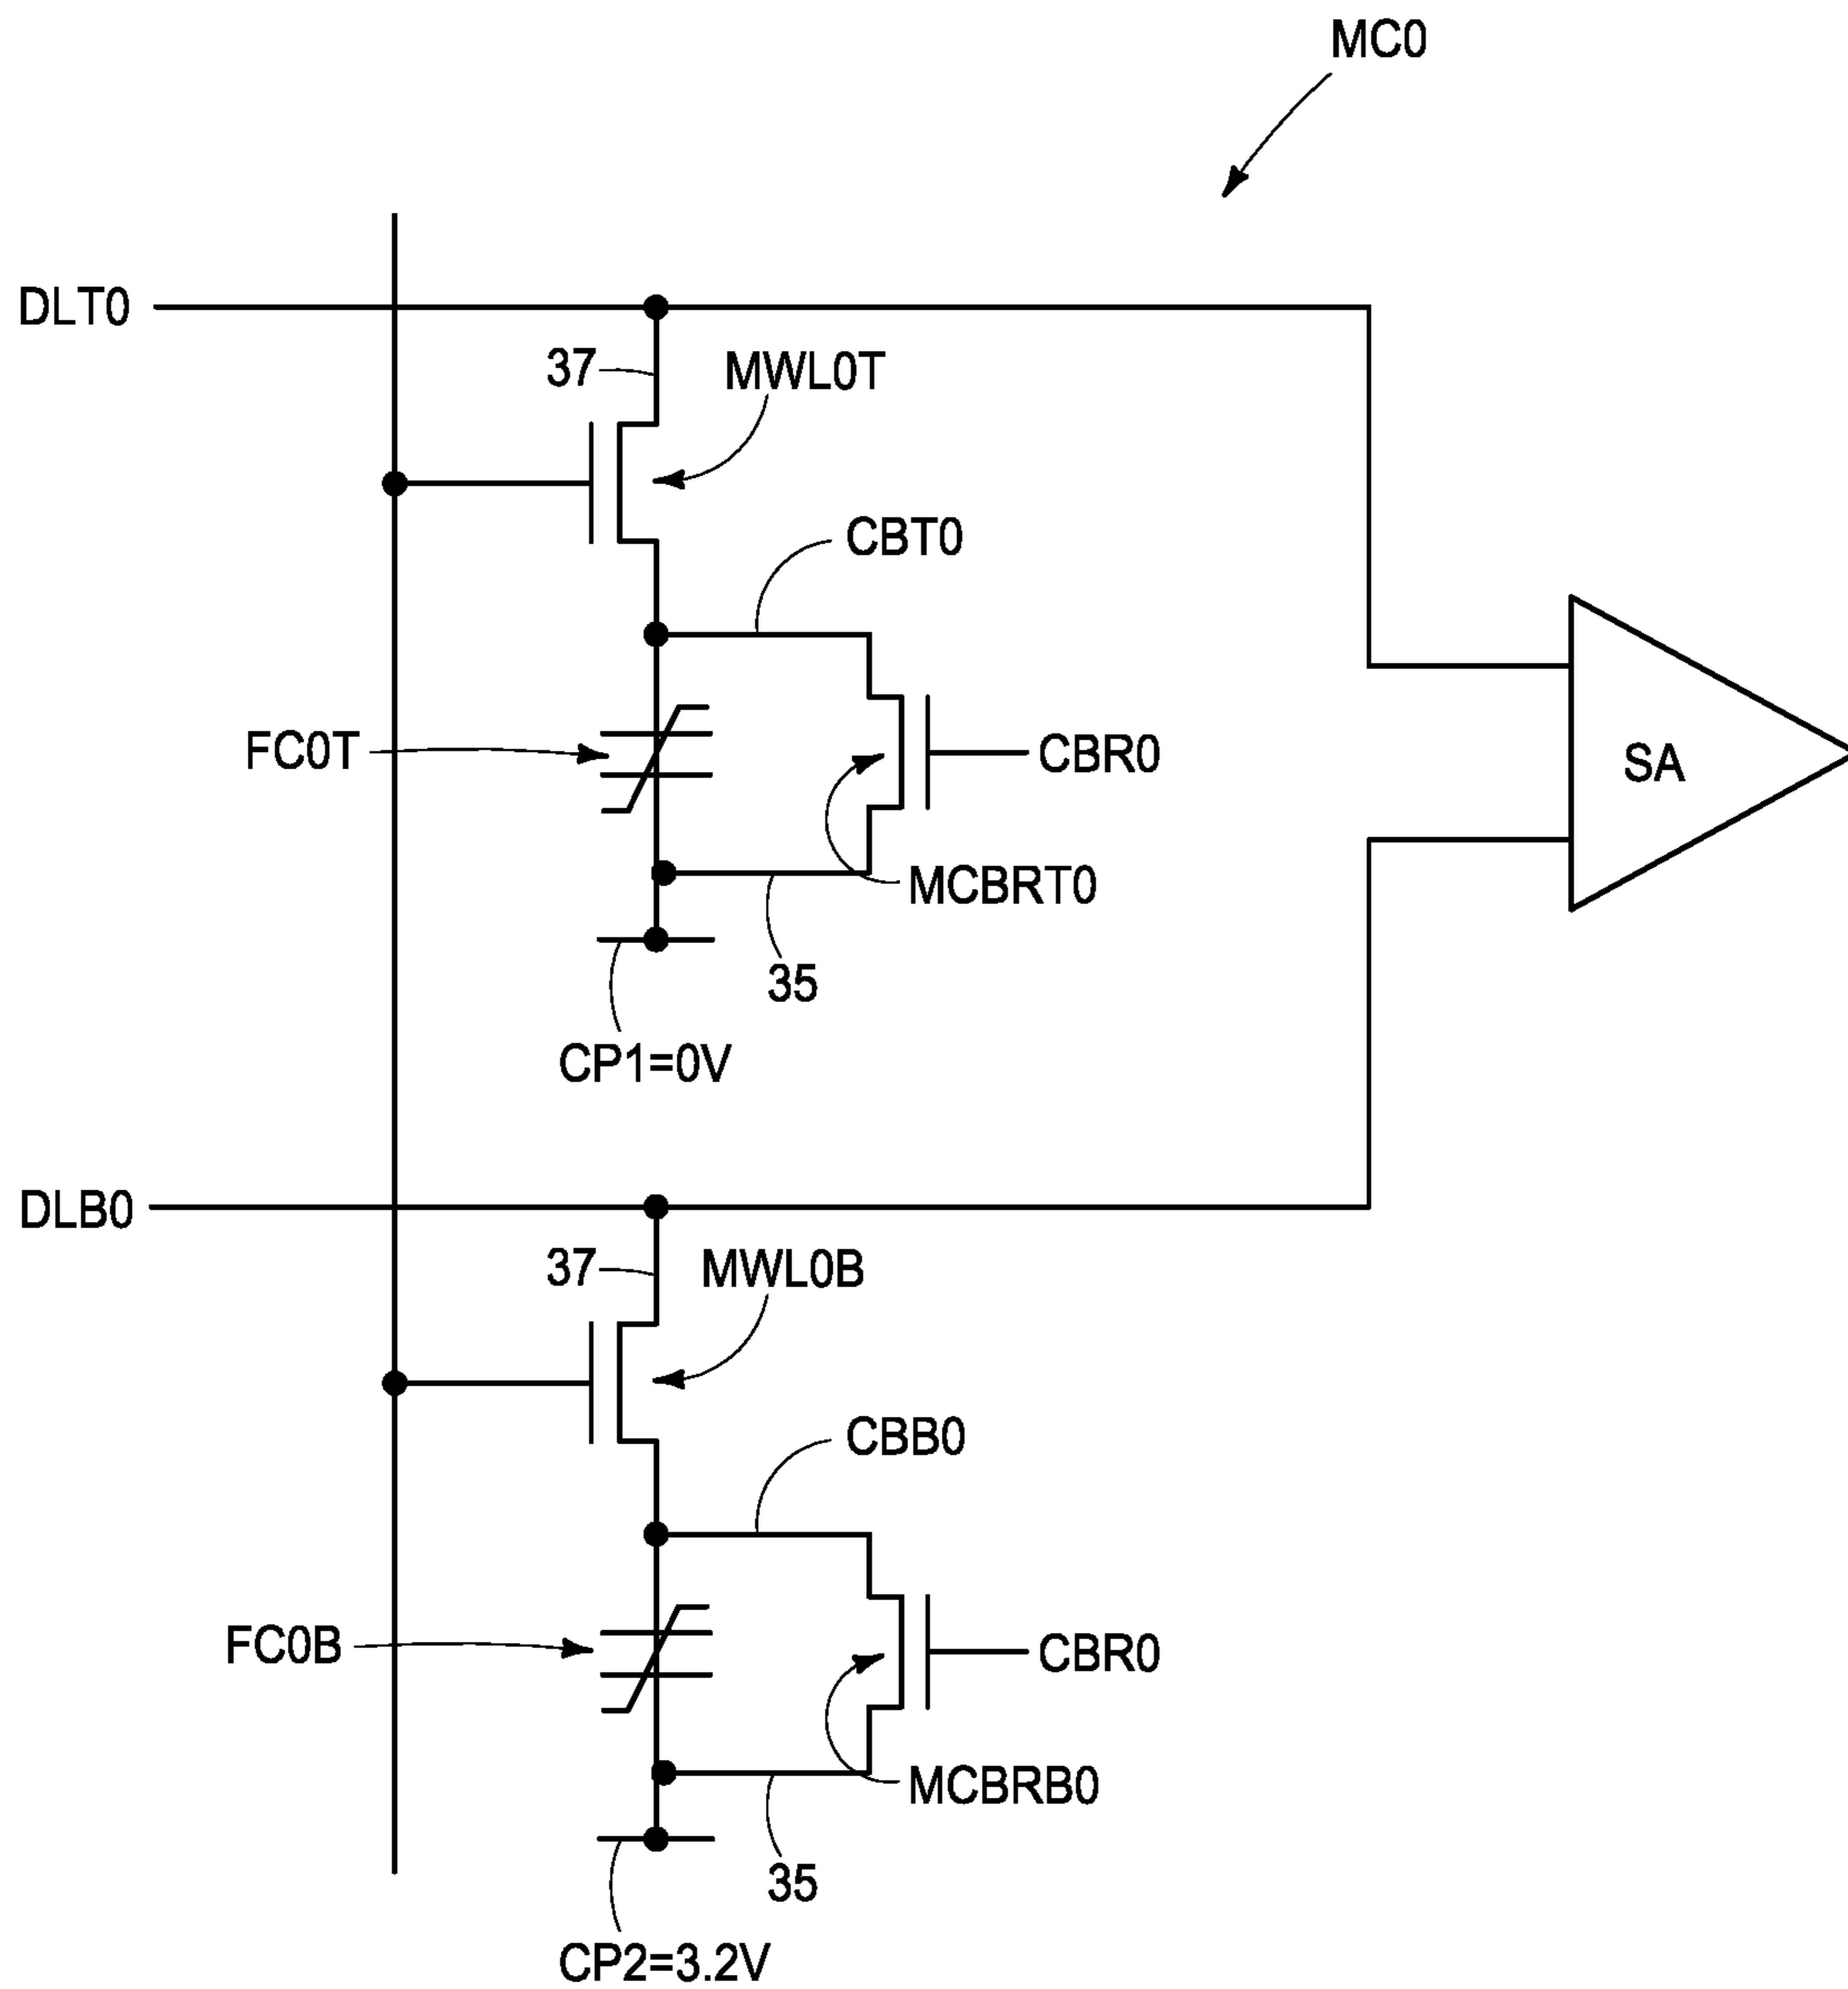 MC0
DLT0
37
MWL0T
CBT0
FC0T
CBR0
SA
MCBRT0
35
CP1=0V
DLB0
37
MWL0B
CBB0
FC0B
CBR0
MCBRB0
35
CP2=3.2V